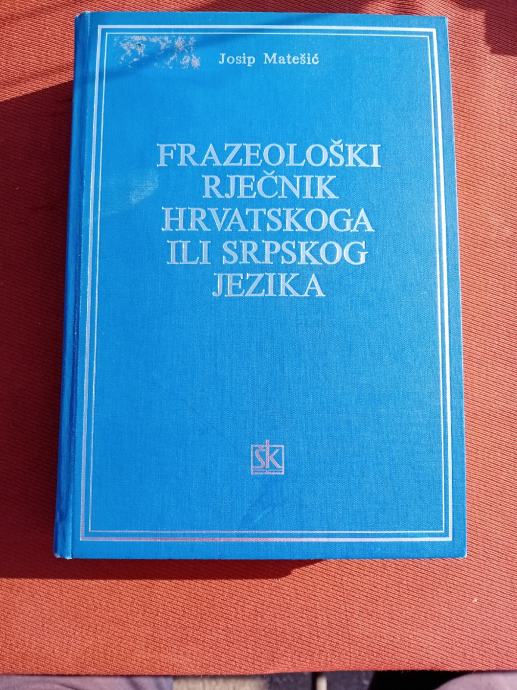 Josip Matešić
FRAZEOLOŠKI
RJEČNIK
HRVATSKOGA
ILI SRPSKOG
JEZIKA
ŠK